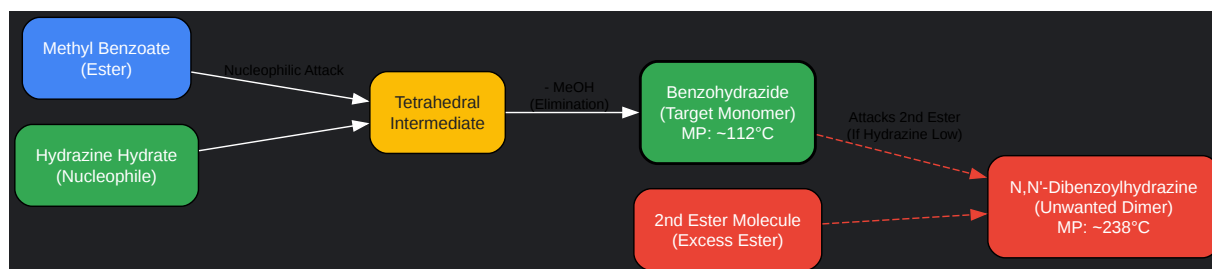 Methyl Benzoate
(Ester)
Nucleophilic Attack
Hydrazine Hydrate
(Nucleophile)
Tetrahedral
Intermediate
- MeOH
(Elimination)
Benzohydrazide
(Target Monomer)
MP: ~112°C
Attacks 2nd Ester
(If Hydrazine Low)
2nd Ester Molecule
(Excess Ester)
N,N'-Dibenzoylhydrazine
(Unwanted Dimer)
MP: ~238°C